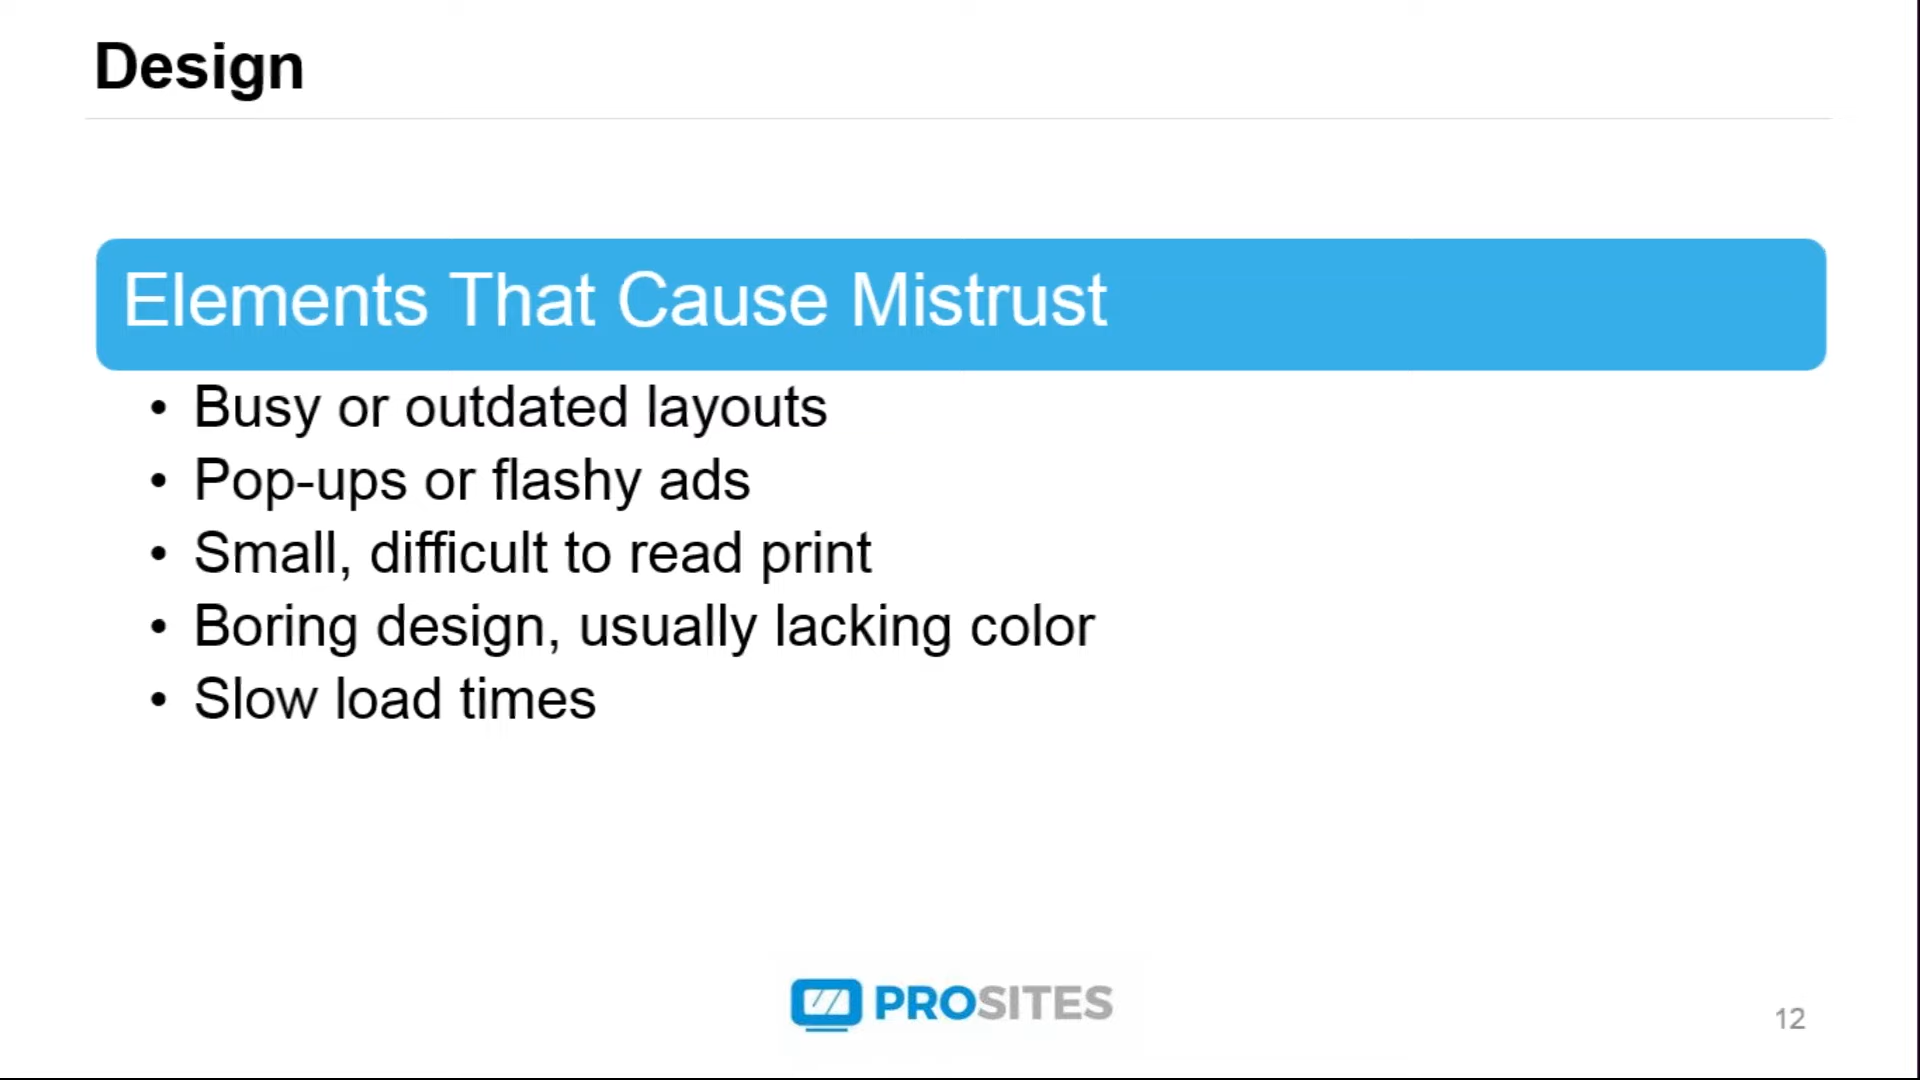 Design
Elements That Cause Mistrust
• Busy or outdated layouts
• Pop-ups or flashy ads
• Small, difficult to read print
• Boring design, usually lacking color
• Slow load times
PROSITES
12